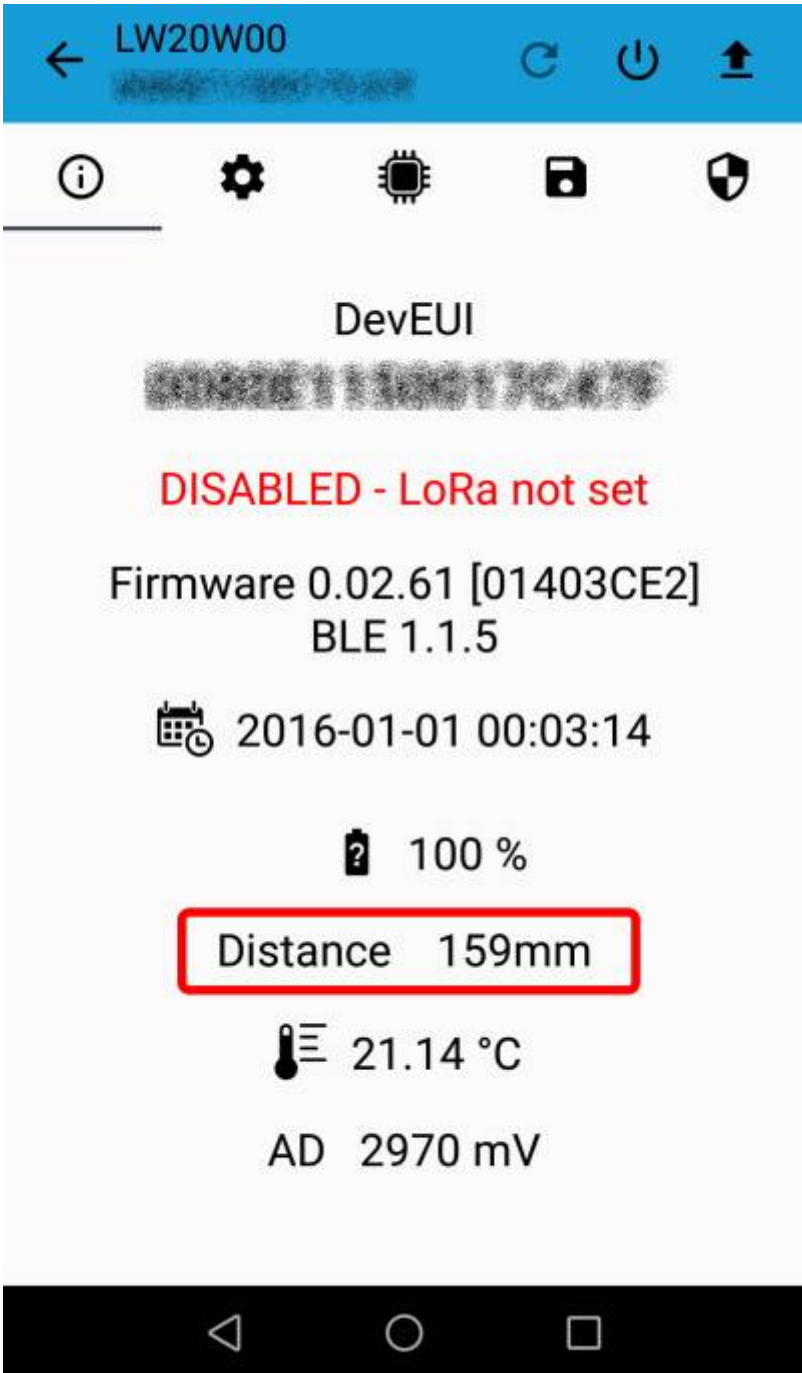 LW20W00
DevEUI
DISABLED - LoRa not set
Firmware 0.02.61 [01403CE2]
BLE 1.1.5
2016-01-01 00:03:14
100 %
Distance 159mm
21.14 °C
AD 2970 mV